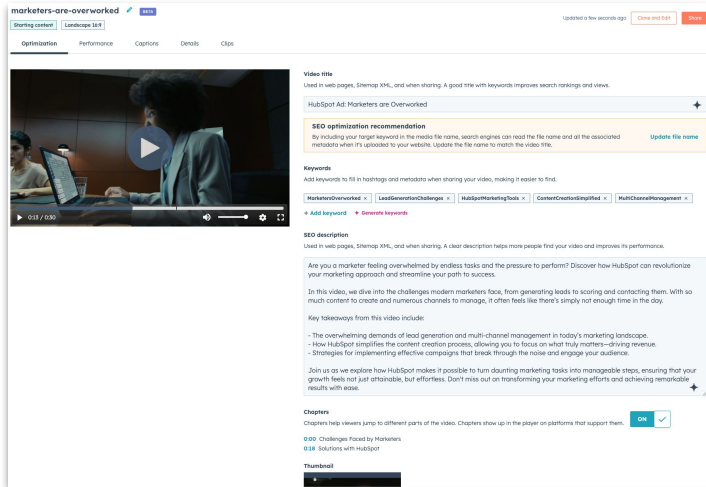 marketers-are-overworked BETA
Starting content Landscape 16:9
Updated a few seconds ago Clone and Edit Share
Optimization Performance Captions Details Clips
0:13 / 0:30
Video title
Used in web pages, Sitemap XML, and when sharing. A good title with keywords improves search rankings and views.
HubSpot Ad: Marketers are Overworked
SEO optimization recommendation
By including your target keyword in the media file name, search engines can read the file name and all the associated
metadata when it's uploaded to your website. Update the file name to match the video title.
Update file name
Keywords
Add keywords to fill in hashtags and metadata when sharing your video, making it easier to find.
MarketersOverworked × LeadGenerationChallenges × HubSpotMarketingTools × ContentCreationSimplified × MultiChannelManagement ×
+ Add keyword Generate keywords
SEO description
Used in web pages, Sitemap XML, and when sharing. A clear description helps more people find your video and improves its performance.
Are you a marketer feeling overwhelmed by endless tasks and the pressure to perform? Discover how HubSpot can revolutionize
your marketing approach and streamline your path to success.
In this video, we dive into the challenges modern marketers face, from generating leads to scoring and contacting them. With so
much content to create and numerous channels to manage, it often feels like there's simply not enough time in the day.
Key takeaways from this video include:
- The overwhelming demands of lead generation and multi-channel management in today's marketing landscape.
- How HubSpot simplifies the content creation process, allowing you to focus on what truly matters—driving revenue.
- Strategies for implementing effective campaigns that break through the noise and engage your audience.
Join us as we explore how HubSpot makes it possible to turn daunting marketing tasks into manageable steps, ensuring that your
growth feels not just attainable, but effortless. Don't miss out on transforming your marketing efforts and achieving remarkable
results with ease.
Chapters
Chapters help viewers jump to different parts of the video. Chapters show up in the player on platforms that support them.
ON
0:00 Challenges Faced by Marketers
0:18 Solutions with HubSpot
Thumbnail